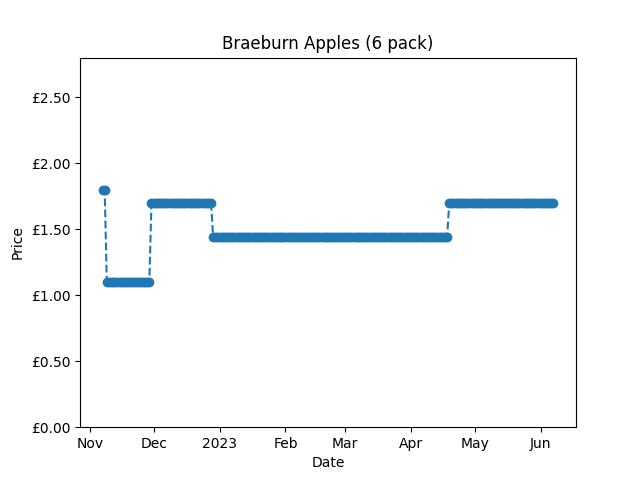 Braeburn Apples (6 pack)
£2.50
£2.00
£1.50
£1.00
£0.50
£0.00
Price
Nov Dec 2023 Feb Mar Apr May Jun
Date